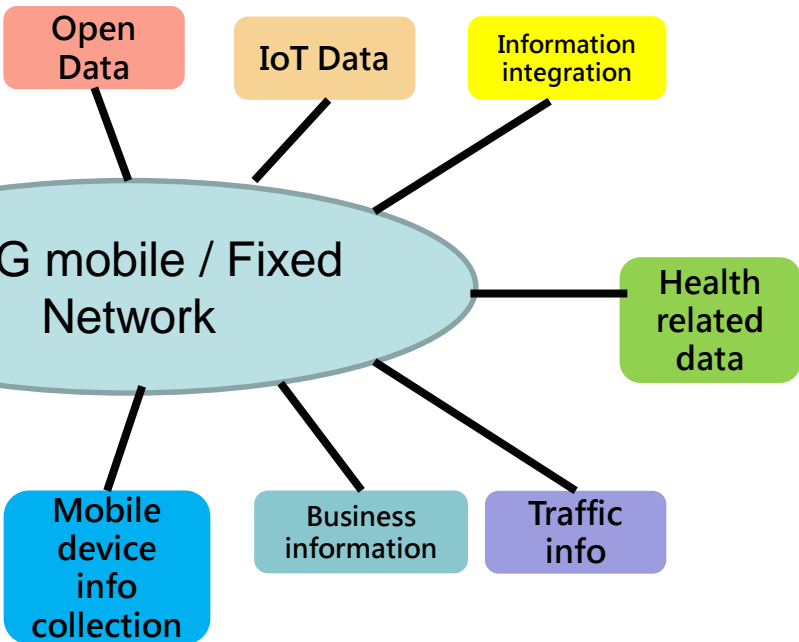 Open
Data
IoT Data
Information
integration
G mobile / Fixed
Network
Health
related
data
Mobile
device
info
collection
Business
information
Traffic
info